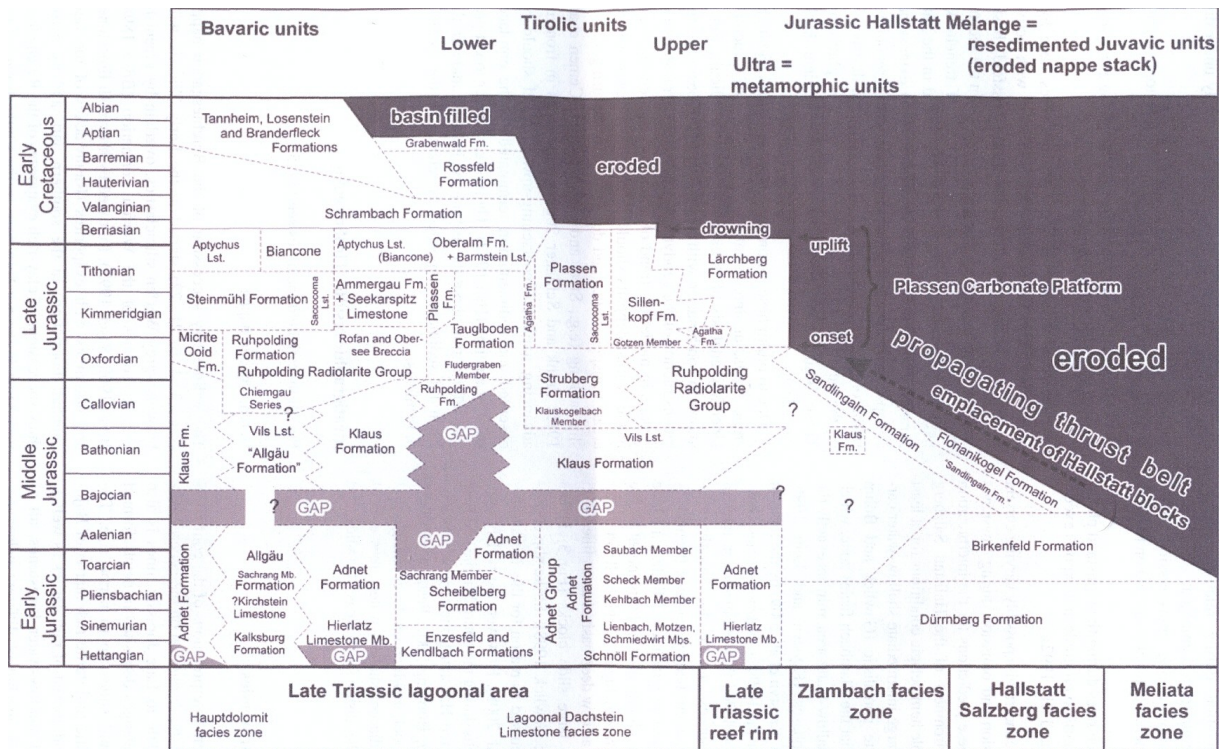 Bavaric units
Tirolic units
Lower
Upper
Ultra =
metamorphic units
Jurassic Hallstatt Mélange =
resedimented Juvavic units
(eroded nappe stack)
Early
Cretaceous
Albian
Aptian
Barremian
Hauterivian
Valanginian
Berriasian
Late
Jurassic
Tithonian
Kimmeridgian
Oxfordian
Middle
Jurassic
Callovian
Bathonian
Bajocian
Aalenian
Early
Jurassic
Toarcian
Pliensbachian
Sinemurian
Hettangian
Tannheim, Losenstein
and Branderfleck
Formations
basin filled
Grabenwald Fm.
Rossfeld
Formation
eroded
Schrambach Formation
drowning
uplift
Aptychus
Lst.
Biancone
Aptychus Lst.
(Biancone)
Oberalm Fm.
+ Barmstein Lst.
Steinmühl Formation
Saccocoma
Lst.
Ammergau Fm.
+ Seekarspitz
Limestone
Plassen
Fm.
Tauglboden
Formation
Fludergraben
Member
Agatha Fm.
Plassen
Formation
Saccocoma
Lst.
Sillen-
kopf Fm.
Gotzen Member
Lärchberg
Formation
Agatha
Fm.
Plassen Carbonate Platform
onset
eroded
propagating thrust belt
emplacement of Hallstatt blocks
Micrite
Ooid
Fm.
Ruhpolding
Formation
Ruhpolding Radiolarite Group
Chiemgau
Series
?
Rofan and Ober-
see Breccia
Ruhpolding
Fm.
Strubberg
Formation
Klauskogelbach
Member
Ruhpolding
Radiolarite
Group
?
Sandlingalm Formation
Florianikogel Formation
"Sandlingalm Fm."
Klaus
Fm.
Klaus Fm.
Vils Lst.
"Allgäu
Formation"
Klaus
Formation
GAP
Vils Lst.
Klaus Formation
?
GAP
GAP
?
?
GAP
Birkenfeld Formation
Dürrnberg Formation
Adnet Formation
GAP
Allgäu
Sachrang Mb.
Formation
?Kirchstein
Limestone
Kalksburg
Formation
Adnet
Formation
Hierlatz
Limestone Mb.
GAP
Adnet
Formation
Sachrang Member
Scheibelberg
Formation
Enzesfeld and
Kendlbach Formations
Adnet Group
Adnet
Formation
Saubach Member
Scheck Member
Kehlbach Member
Lienbach, Motzen,
Schmiedwirt Mbs.
Schnöll Formation
Adnet
Formation
Hierlatz
Limestone Mb.
GAP
Late Triassic lagoonal area
Hauptdolomit
facies zone
Lagoonal Dachstein
Limestone facies zone
Late
Triassic
reef rim
Zlambach facies
zone
Hallstatt
Salzberg facies
zone
Meliata
facies
zone